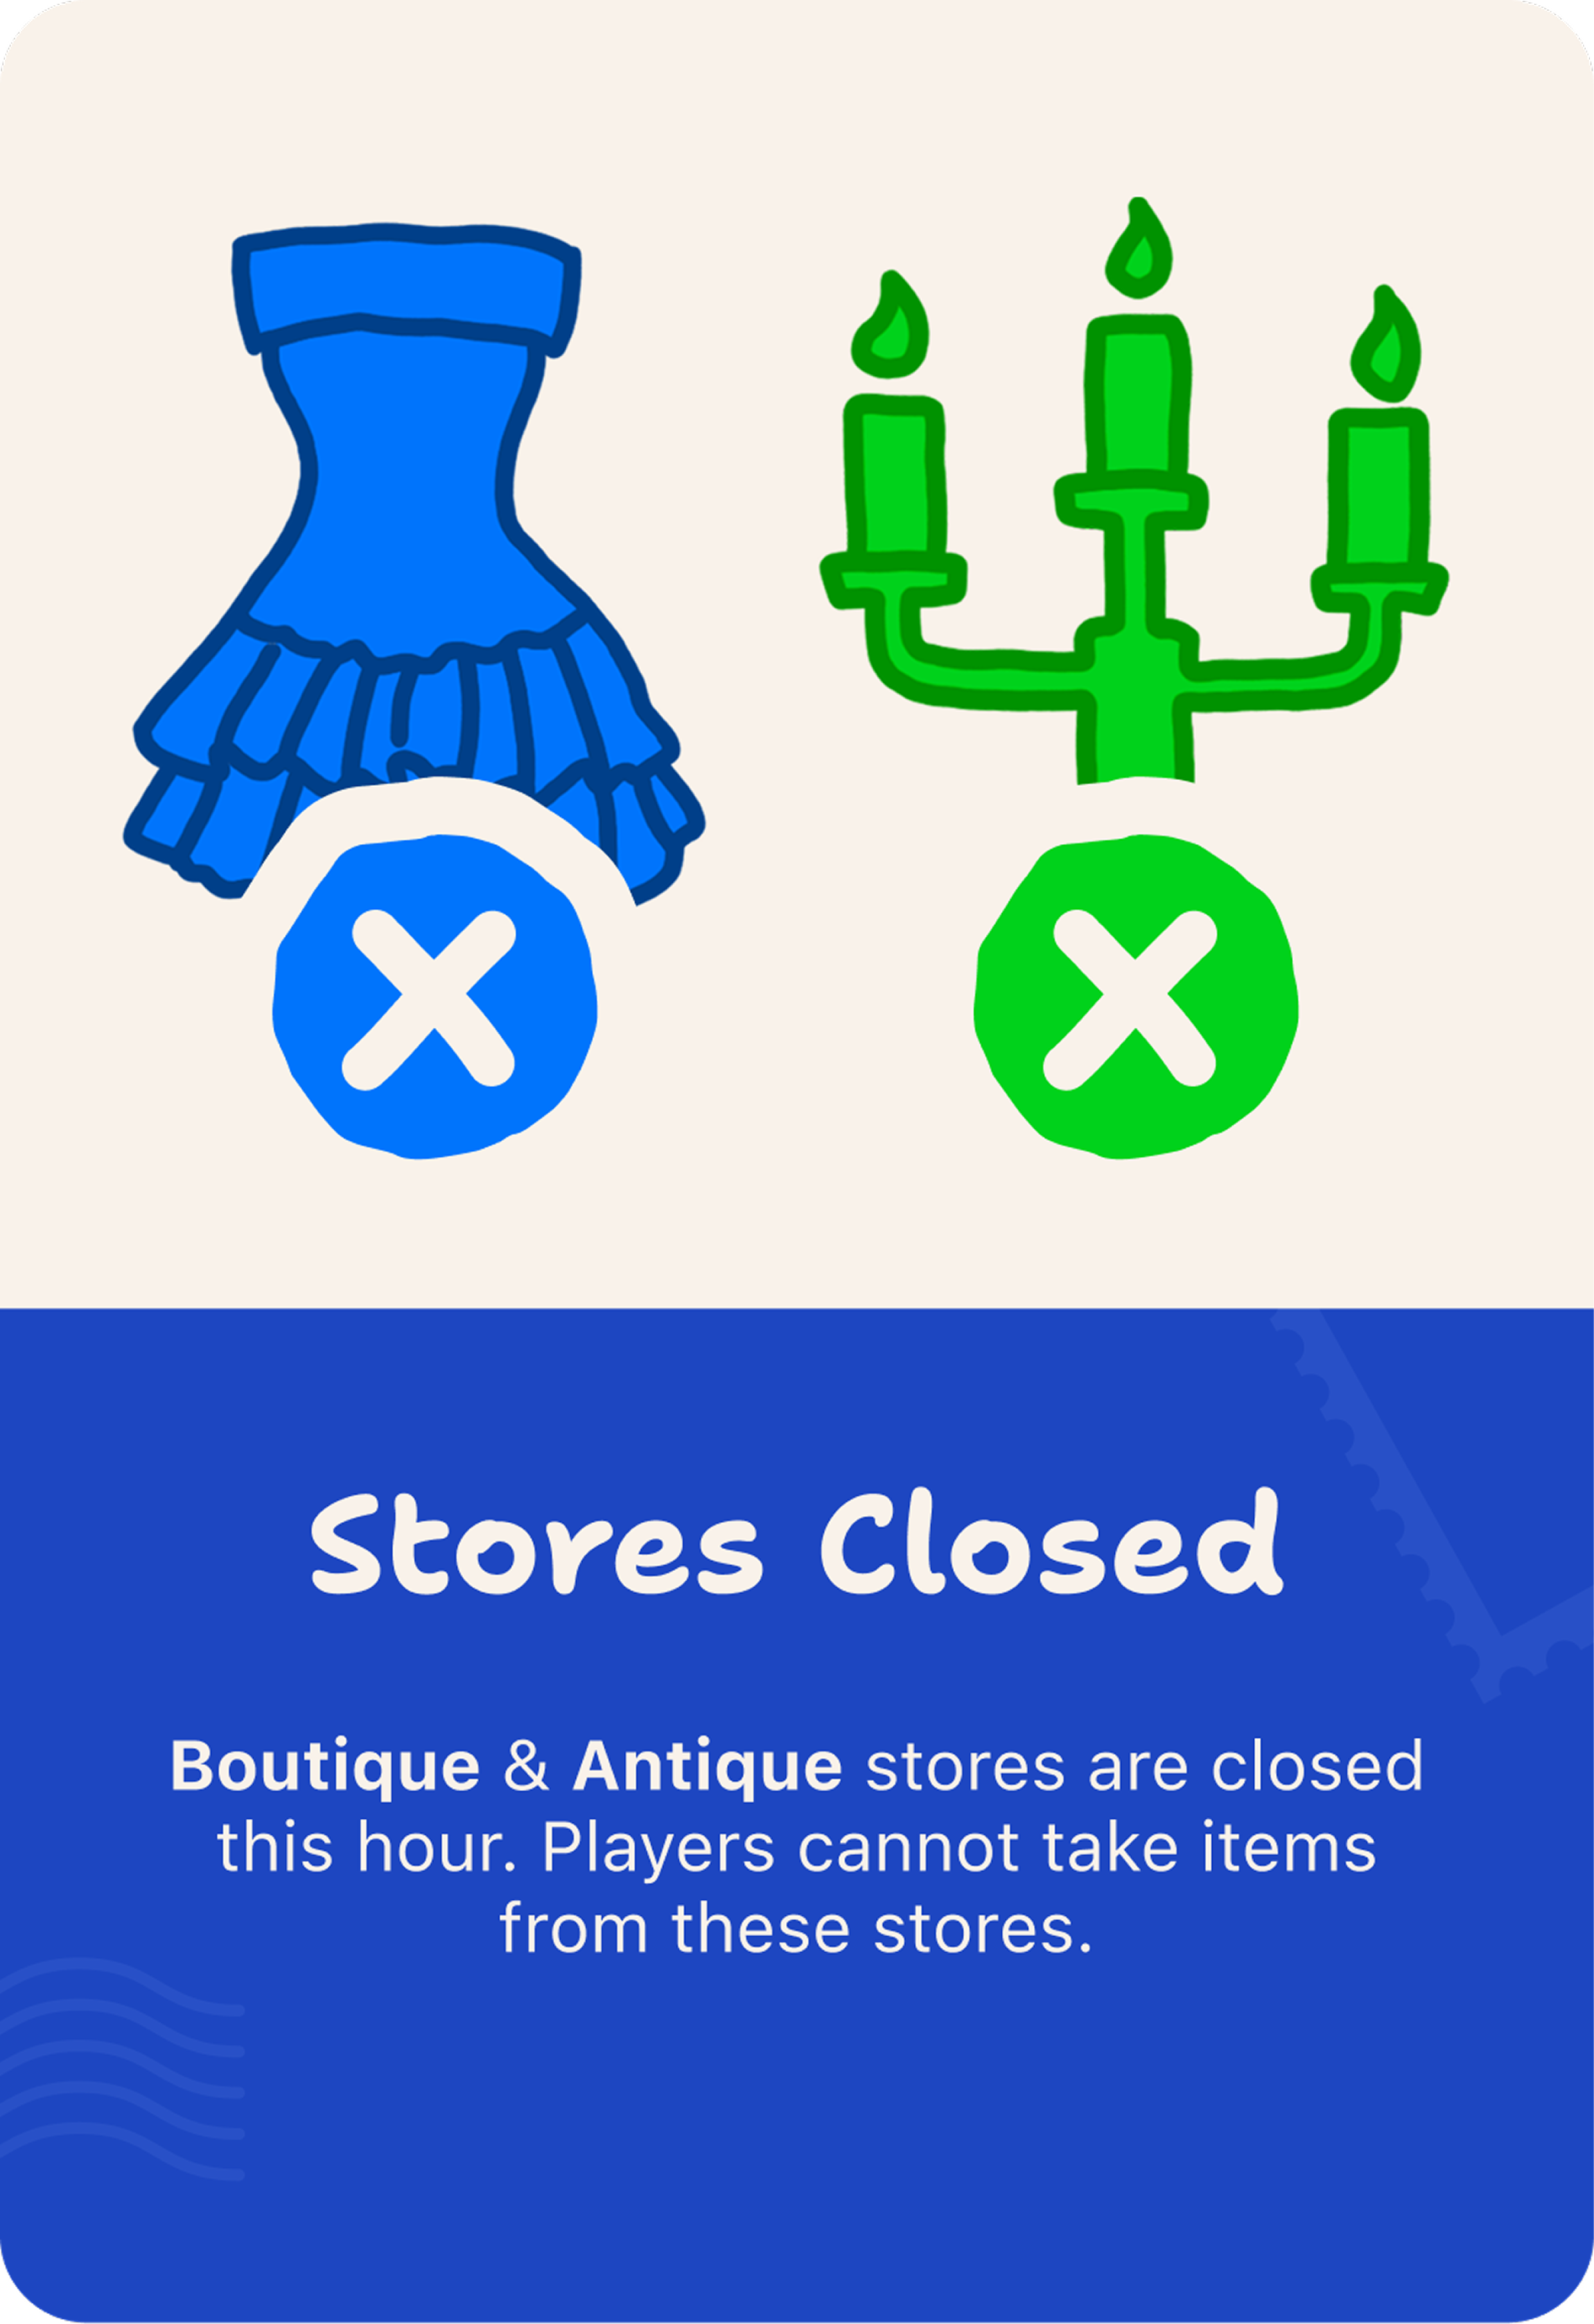 Stores Closed
Boutique & Antique stores are closed
this hour. Players cannot take items
from these stores.